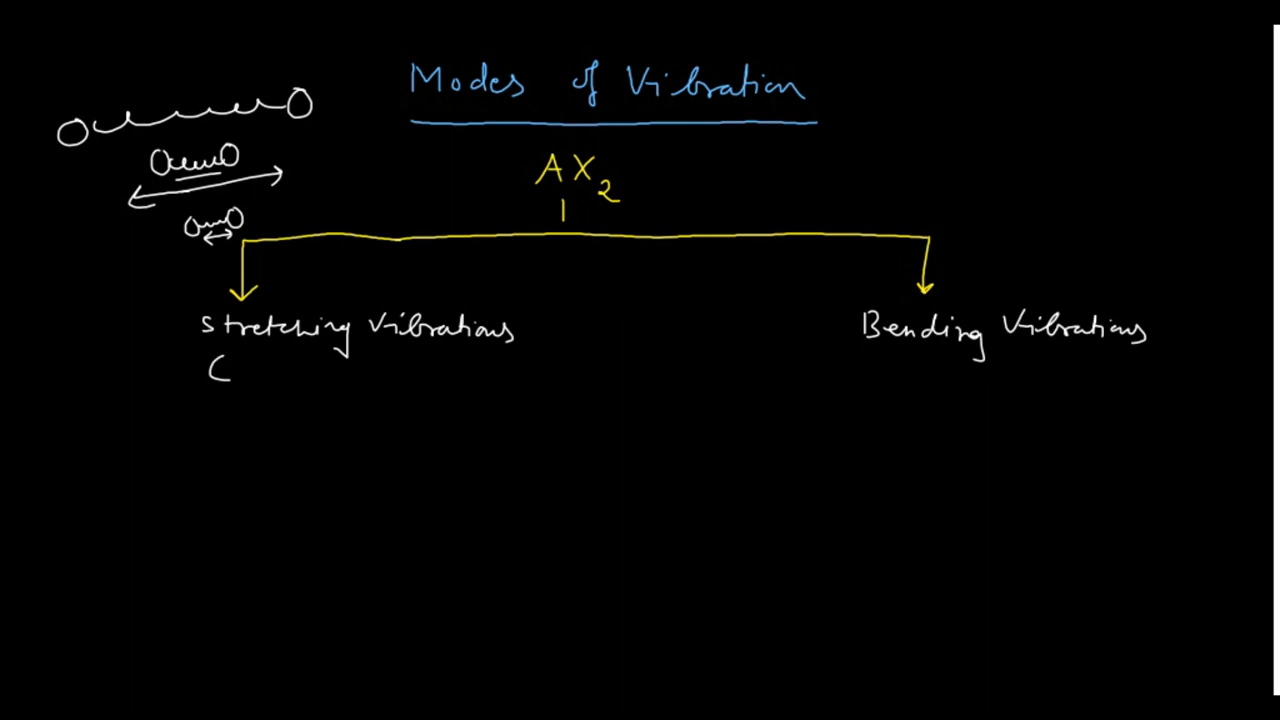 Modes of Vibration
AX2
Stretching Vibrations
(
Bending Vibrations